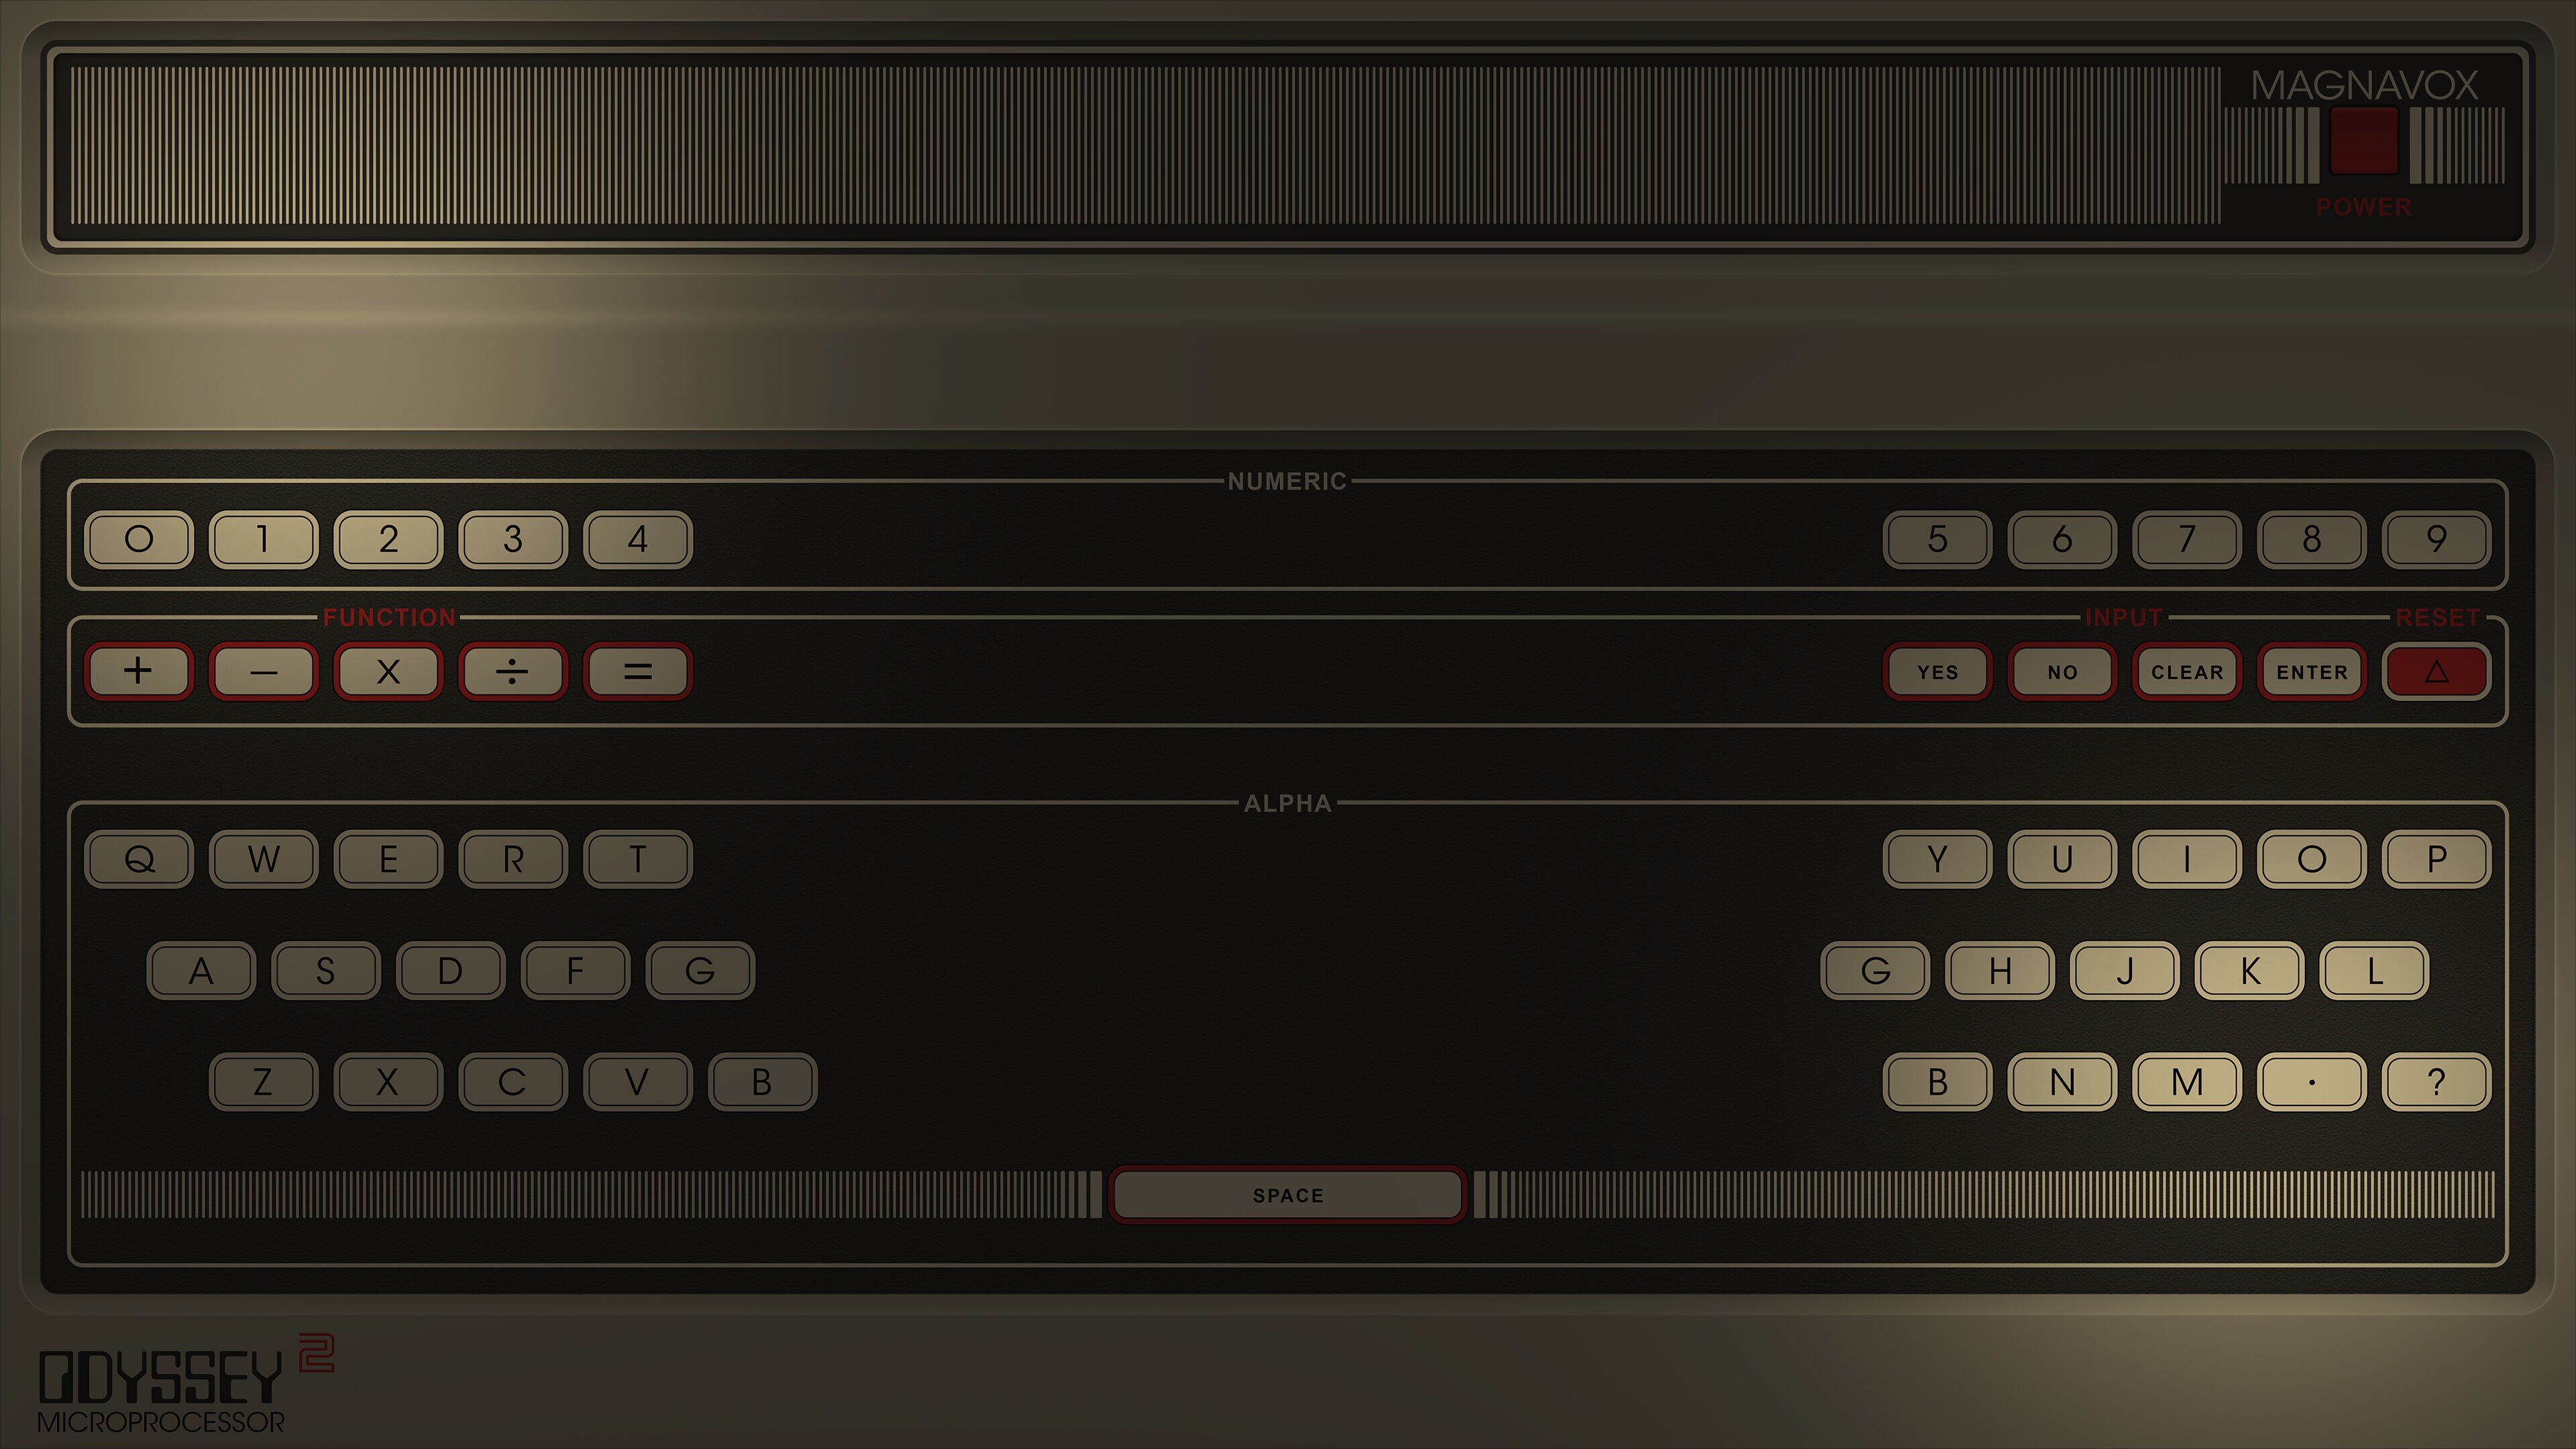 MAGNAVOX
POWER
NUMERIC
0 1 2 3 4 5 6 7 8 9
FUNCTION INPUT RESET
+ − X ÷ = YES NO CLEAR ENTER △
ALPHA
Q W E R T Y U I O P
A S D F G G H J K L
Z X C V B B N M . ?
SPACE
ODYSSEY 2
MICROPROCESSOR